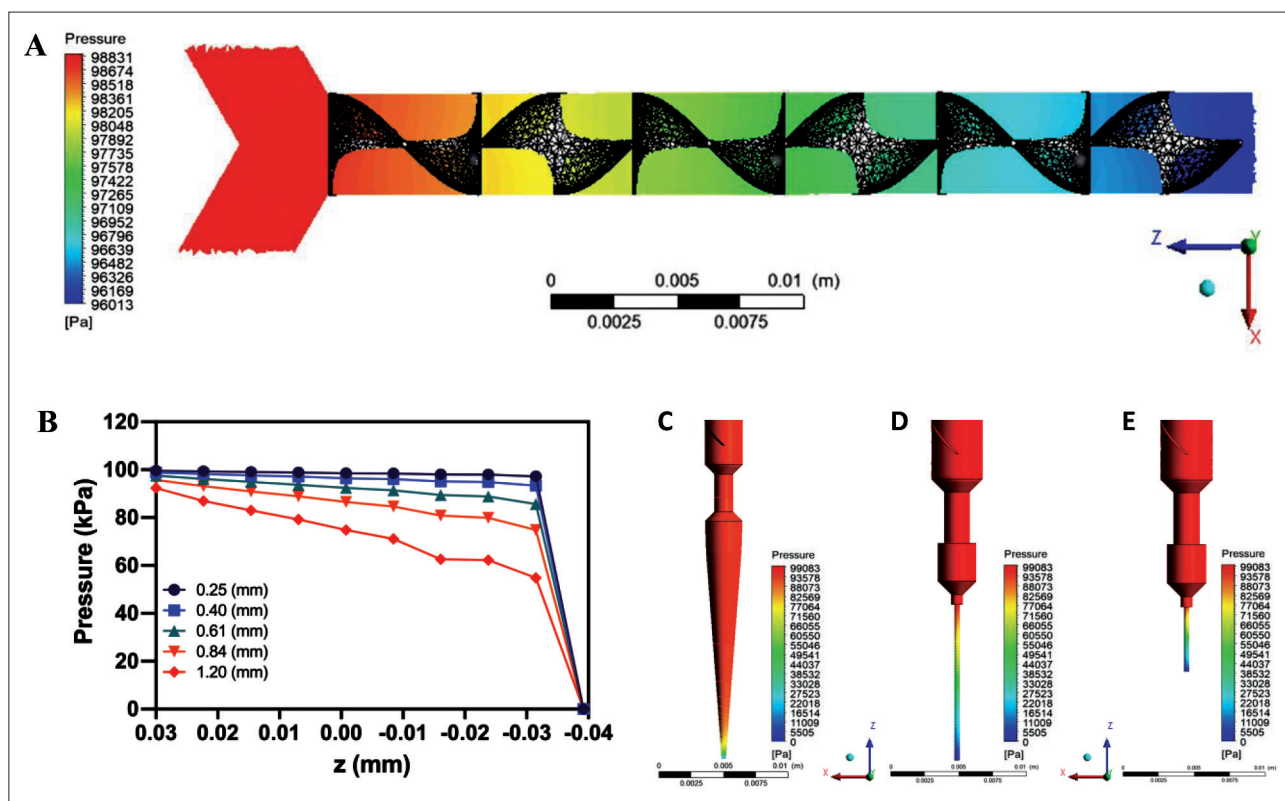 A
Pressure
98831
98674
98518
98361
98205
98048
97892
97735
97578
97422
97265
97109
96952
96796
96639
96482
96326
96169
96013
[Pa]
0 0.005 0.01 (m)
0.0025 0.0075
Z Y
X
B
Pressure (kPa)
120
100
80
60
40
20
0
0.25 (mm)
0.40 (mm)
0.61 (mm)
0.84 (mm)
1.20 (mm)
0.03 0.02 0.01 0.00 -0.01 -0.02 -0.03 -0.04
z (mm)
C
Pressure
99083
93578
88073
82569
77064
71560
66055
60550
55046
49541
44037
38532
33028
27523
22018
16514
11009
5505
0
[Pa]
0 0.005 0.01 (m)
0.0025 0.0075
D
Pressure
99083
93578
88073
82569
77064
71560
66055
60550
55046
49541
44037
38532
33028
27523
22018
16514
11009
5505
0
[Pa]
Z
X Y
0 0.005 0.01 (m)
0.0025 0.0075
E
Pressure
99083
93578
88073
82569
77064
71560
66055
60550
55046
49541
44037
38532
33028
27523
22018
16514
11009
5505
0
[Pa]
Z
X Y
0 0.005 0.01 (m)
0.0025 0.0075